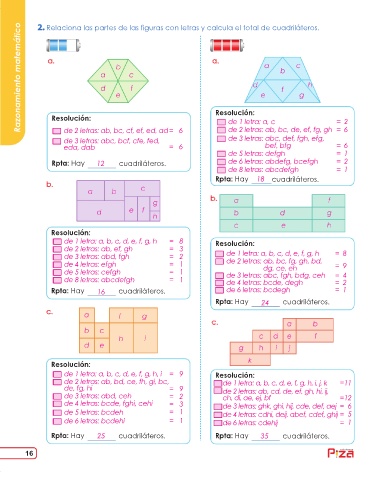 Razonamiento matemático
2. Relaciona las partes de las figuras con letras y calcula el total de cuadriláteros.
a.
b
a c
d f
e
Resolución:
de 2 letras: ab, bc, cf, ef, ed, ad = 6
de 3 letras: abc, bcf, cfe, fed,
eda, dab = 6
Rpta: Hay 12 cuadriláteros.
b.
a b c
g
d e f
h
Resolución:
de 1 letra: a, b, c, d, e, f, g, h = 8
de 2 letras: ab, ef, gh = 3
de 3 letras: abd, fgh = 2
de 4 letras: efgh = 1
de 5 letras: cefgh = 1
de 8 letras: abcdefgh = 1
Rpta: Hay 16 cuadriláteros.
c.
a f g
b c
h i
d e
Resolución:
de 1 letra: a, b, c, d, e, f, g, h, i = 9
de 2 letras: ab, bd, ce, fh, gi, bc,
de, fg, hi = 9
de 3 letras: abd, ceh = 2
de 4 letras: bcde, fghi, cehi = 3
de 5 letras: bcdeh = 1
de 6 letras: bcdehi = 1
Rpta: Hay 25 cuadriláteros.
a.
a c
b
d h
f
e g
Resolución:
de 1 letra: a, c = 2
de 2 letras: ab, bc, de, ef, fg, gh = 6
de 3 letras: abc, def, fgh, efg,
bef, bfg = 6
de 5 letras: defgh = 1
de 6 letras: abdefg, bcefgh = 2
de 8 letras: abcdefgh = 1
Rpta: Hay 18 cuadriláteros.
b.
a f
b d g
c e h
Resolución:
de 1 letra: a, b, c, d, e, f, g, h = 8
de 2 letras: ab, bc, fg, gh, bd,
dg, ce, eh = 9
de 3 letras: abc, fgh, bdg, ceh = 4
de 4 letras: bcde, degh = 2
de 6 letras: bcdegh = 1
Rpta: Hay 24 cuadriláteros.
c.
a b
c d e f
g h i j
k
Resolución:
de 1 letra: a, b, c, d, e, f, g, h, i, j, k =11
de 2 letras: ab, cd, de, ef, gh, hi, ij,
ch, di, ae, ej, bf =12
de 3 letras: ghk, ghi, hij, cde, def, aej = 6
de 4 letras: cdhi, deij, abef, cdef, ghij = 5
de 6 letras: cdehij = 1
Rpta: Hay 35 cuadriláteros.
16